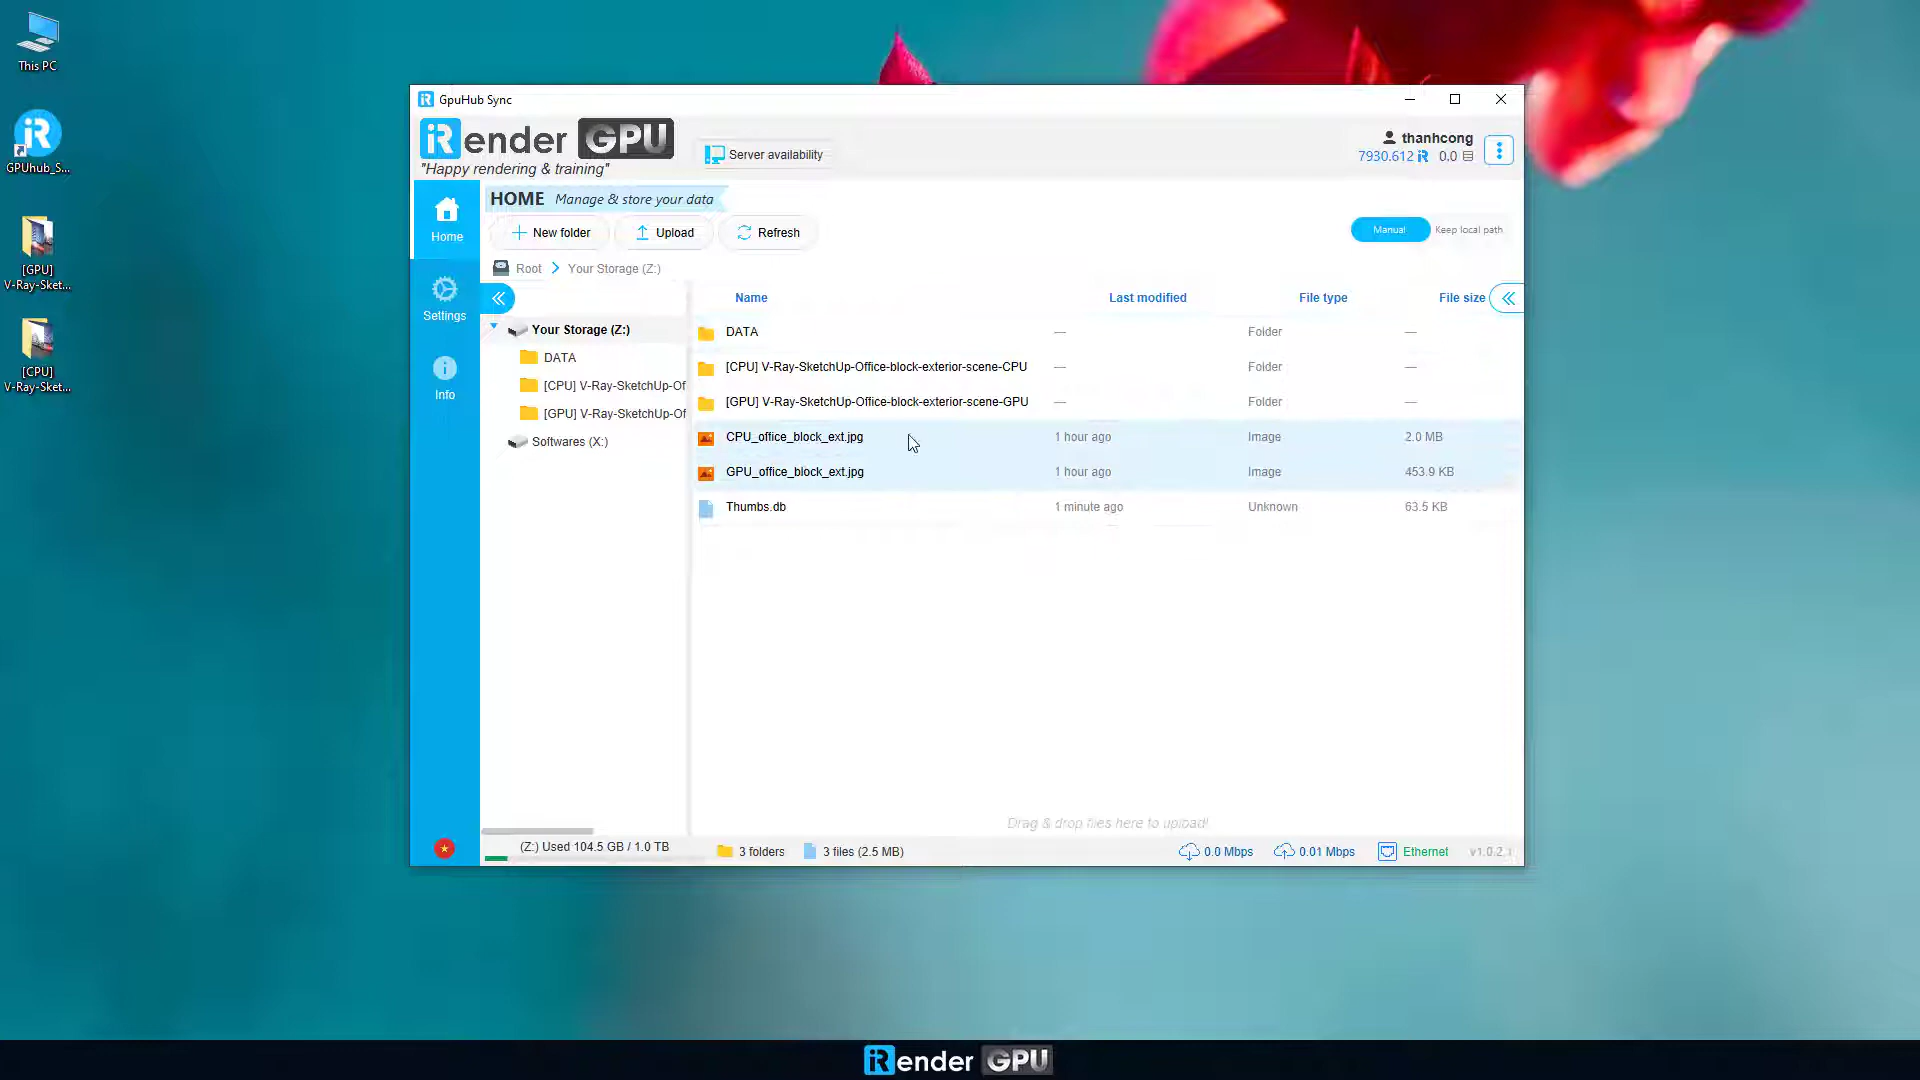 This PC
GPUhub_S...
[GPU]
V-Ray-Sket...
[CPU]
V-Ray-Sket...
iR GpuHub Sync
iRender GPU
"Happy rendering & training"
Server availability
thanhcong
7930.612 iR 0.0
Home
Settings
Info
HOME Manage & store your data
New folder
Upload
Refresh
Manual
Keep local path
Root > Your Storage (Z:)
Your Storage (Z:)
DATA
[CPU] V-Ray-SketchUp-Of
[GPU] V-Ray-SketchUp-Of
Softwares (X:)
Name Last modified File type File size
DATA — Folder —
[CPU] V-Ray-SketchUp-Office-block-exterior-scene-CPU — Folder —
[GPU] V-Ray-SketchUp-Office-block-exterior-scene-GPU — Folder —
CPU_office_block_ext.jpg 1 hour ago Image 2.0 MB
GPU_office_block_ext.jpg 1 hour ago Image 453.9 KB
Thumbs.db 1 minute ago Unknown 63.5 KB
Drag & drop files here to upload!
(Z:) Used 104.5 GB / 1.0 TB
3 folders
3 files (2.5 MB)
0.0 Mbps
0.01 Mbps
Ethernet
iRender GPU